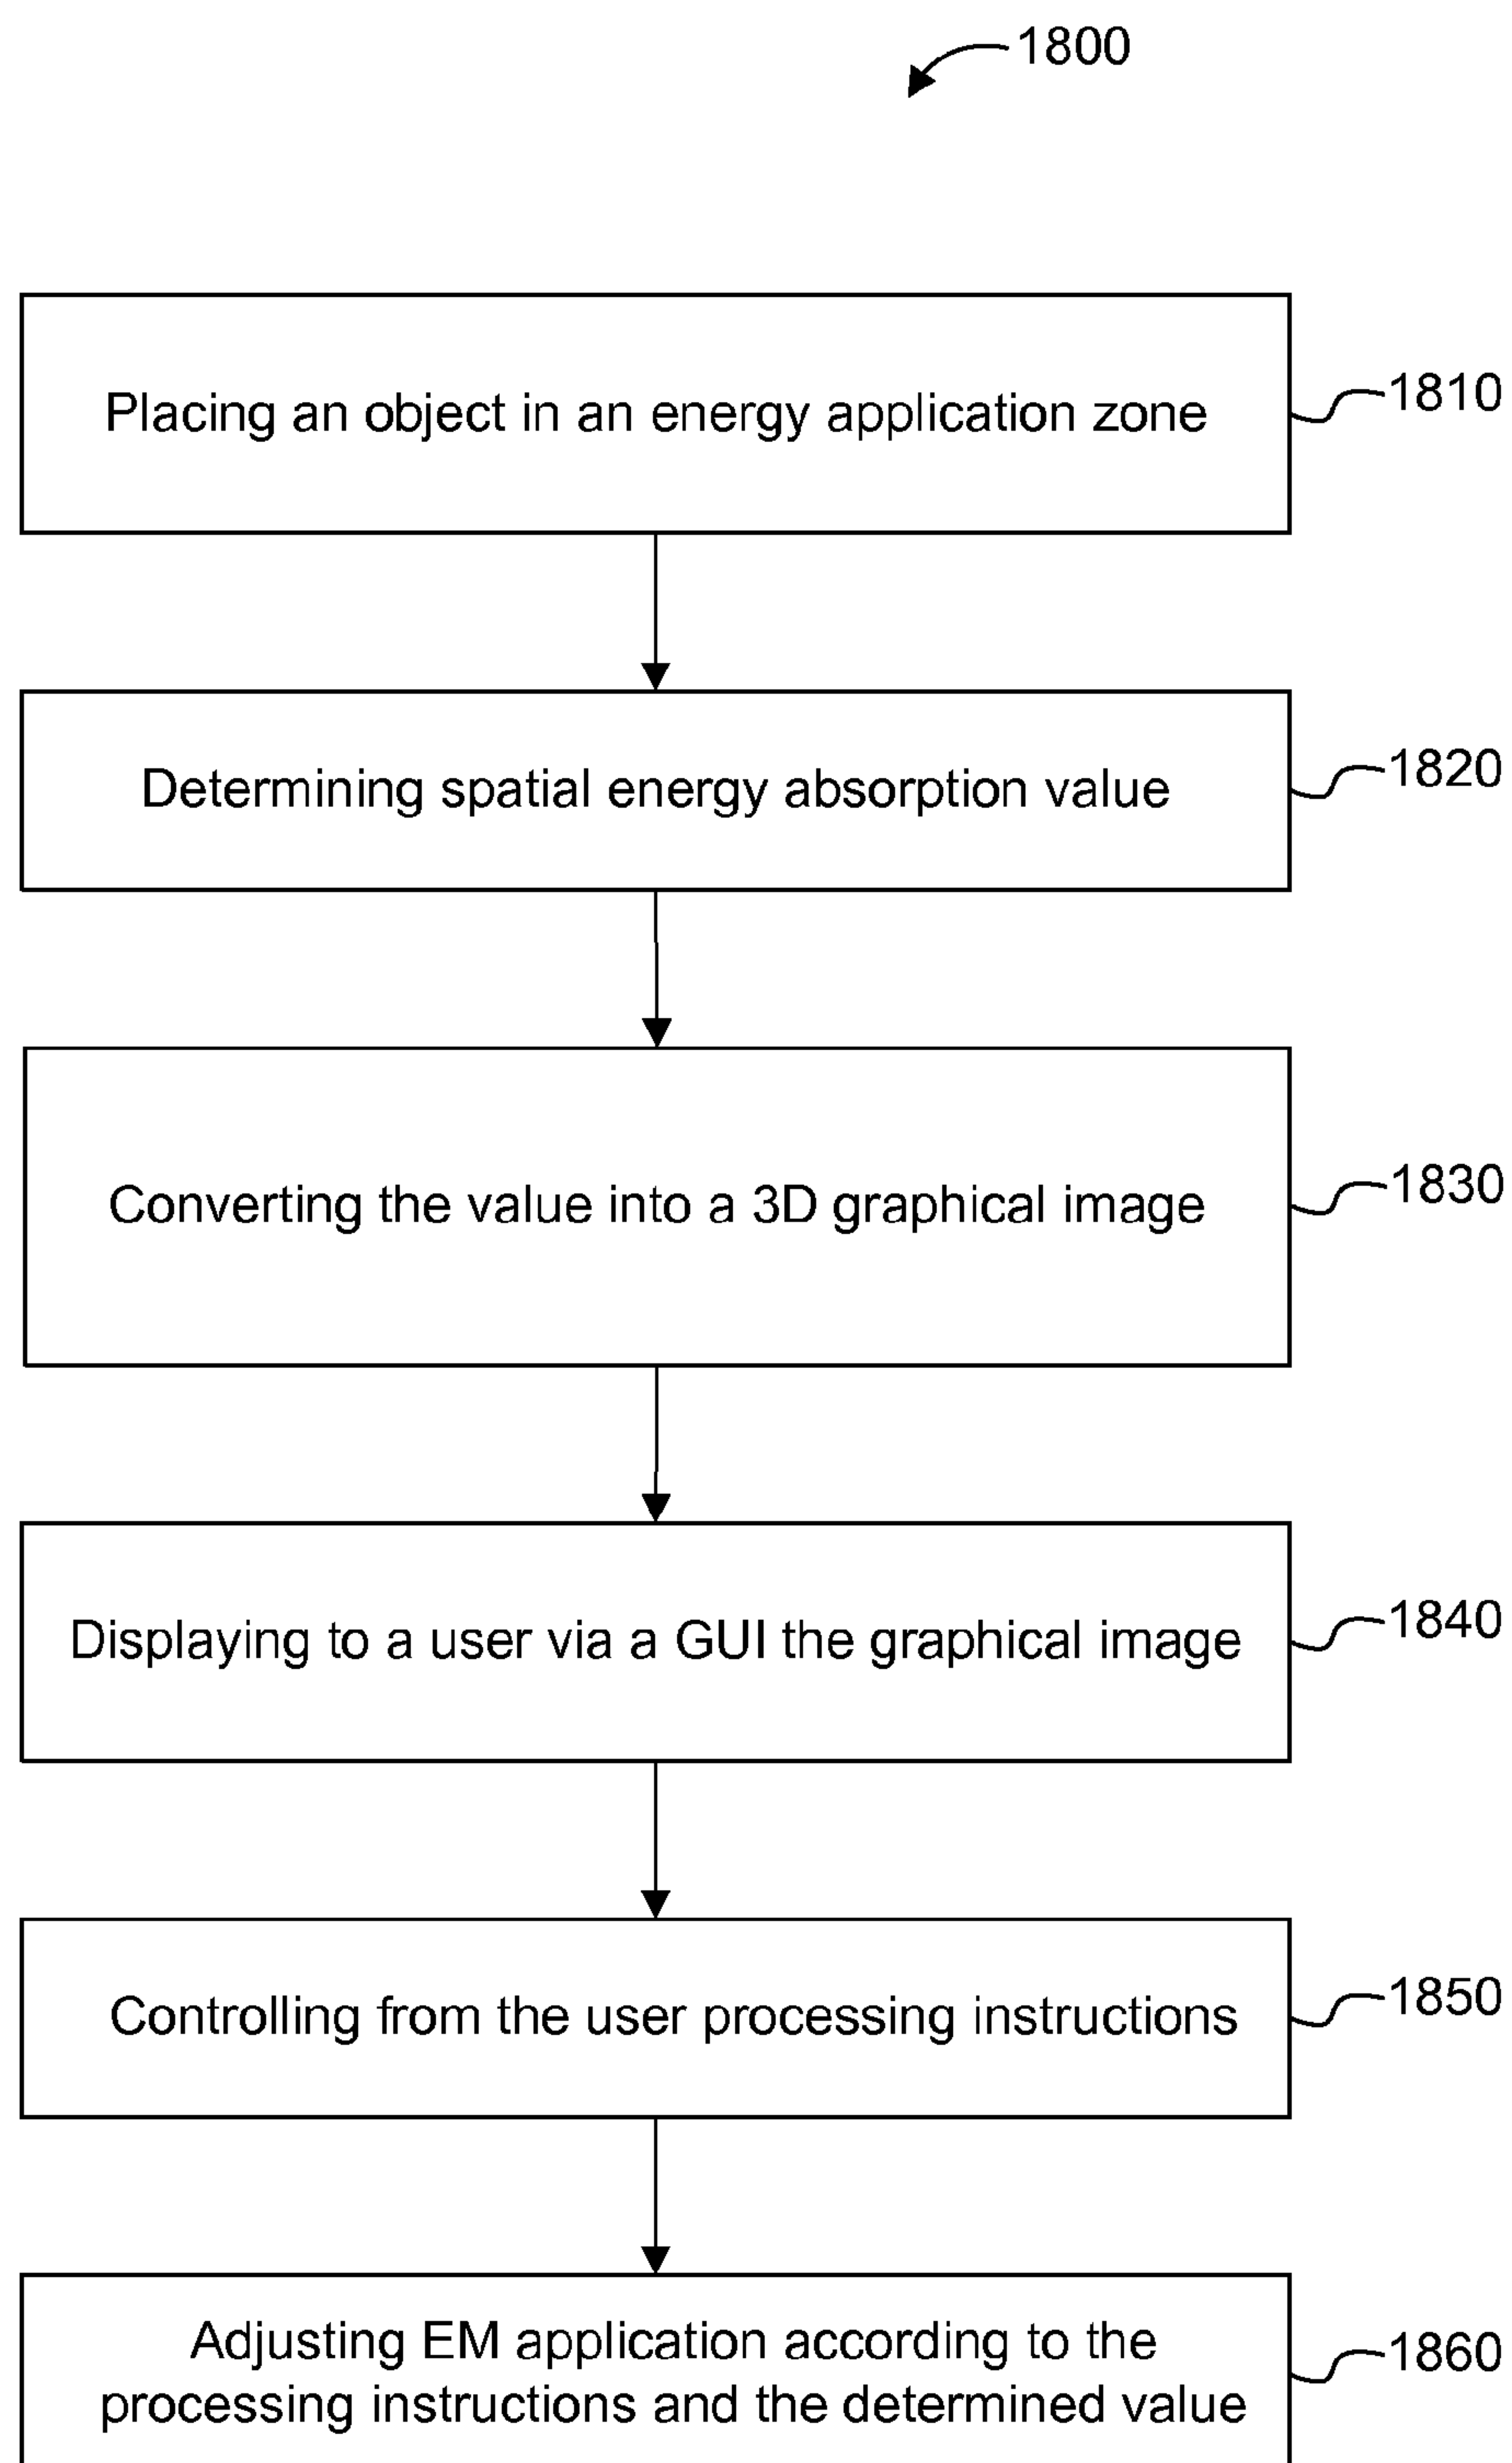 1800
Placing an object in an energy application zone
1810
Determining spatial energy absorption value
1820
Converting the value into a 3D graphical image
1830
Displaying to a user via a GUI the graphical image
1840
Controlling from the user processing instructions
1850
Adjusting EM application according to the
processing instructions and the determined value
1860